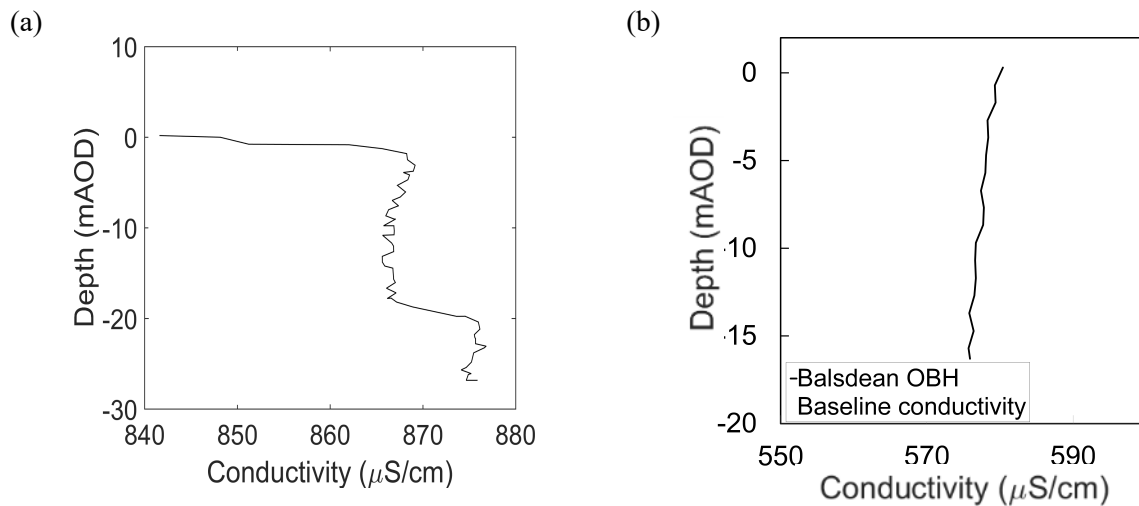 (a)
10
0
-10
-20
-30
Depth (mAOD)
840
850
860
870
880
Conductivity (μS/cm)
(b)
0
-5
-10
-15
-20
Depth (mAOD)
-Balsdean OBH
Baseline conductivity
550
570
590
Conductivity (μS/cm)